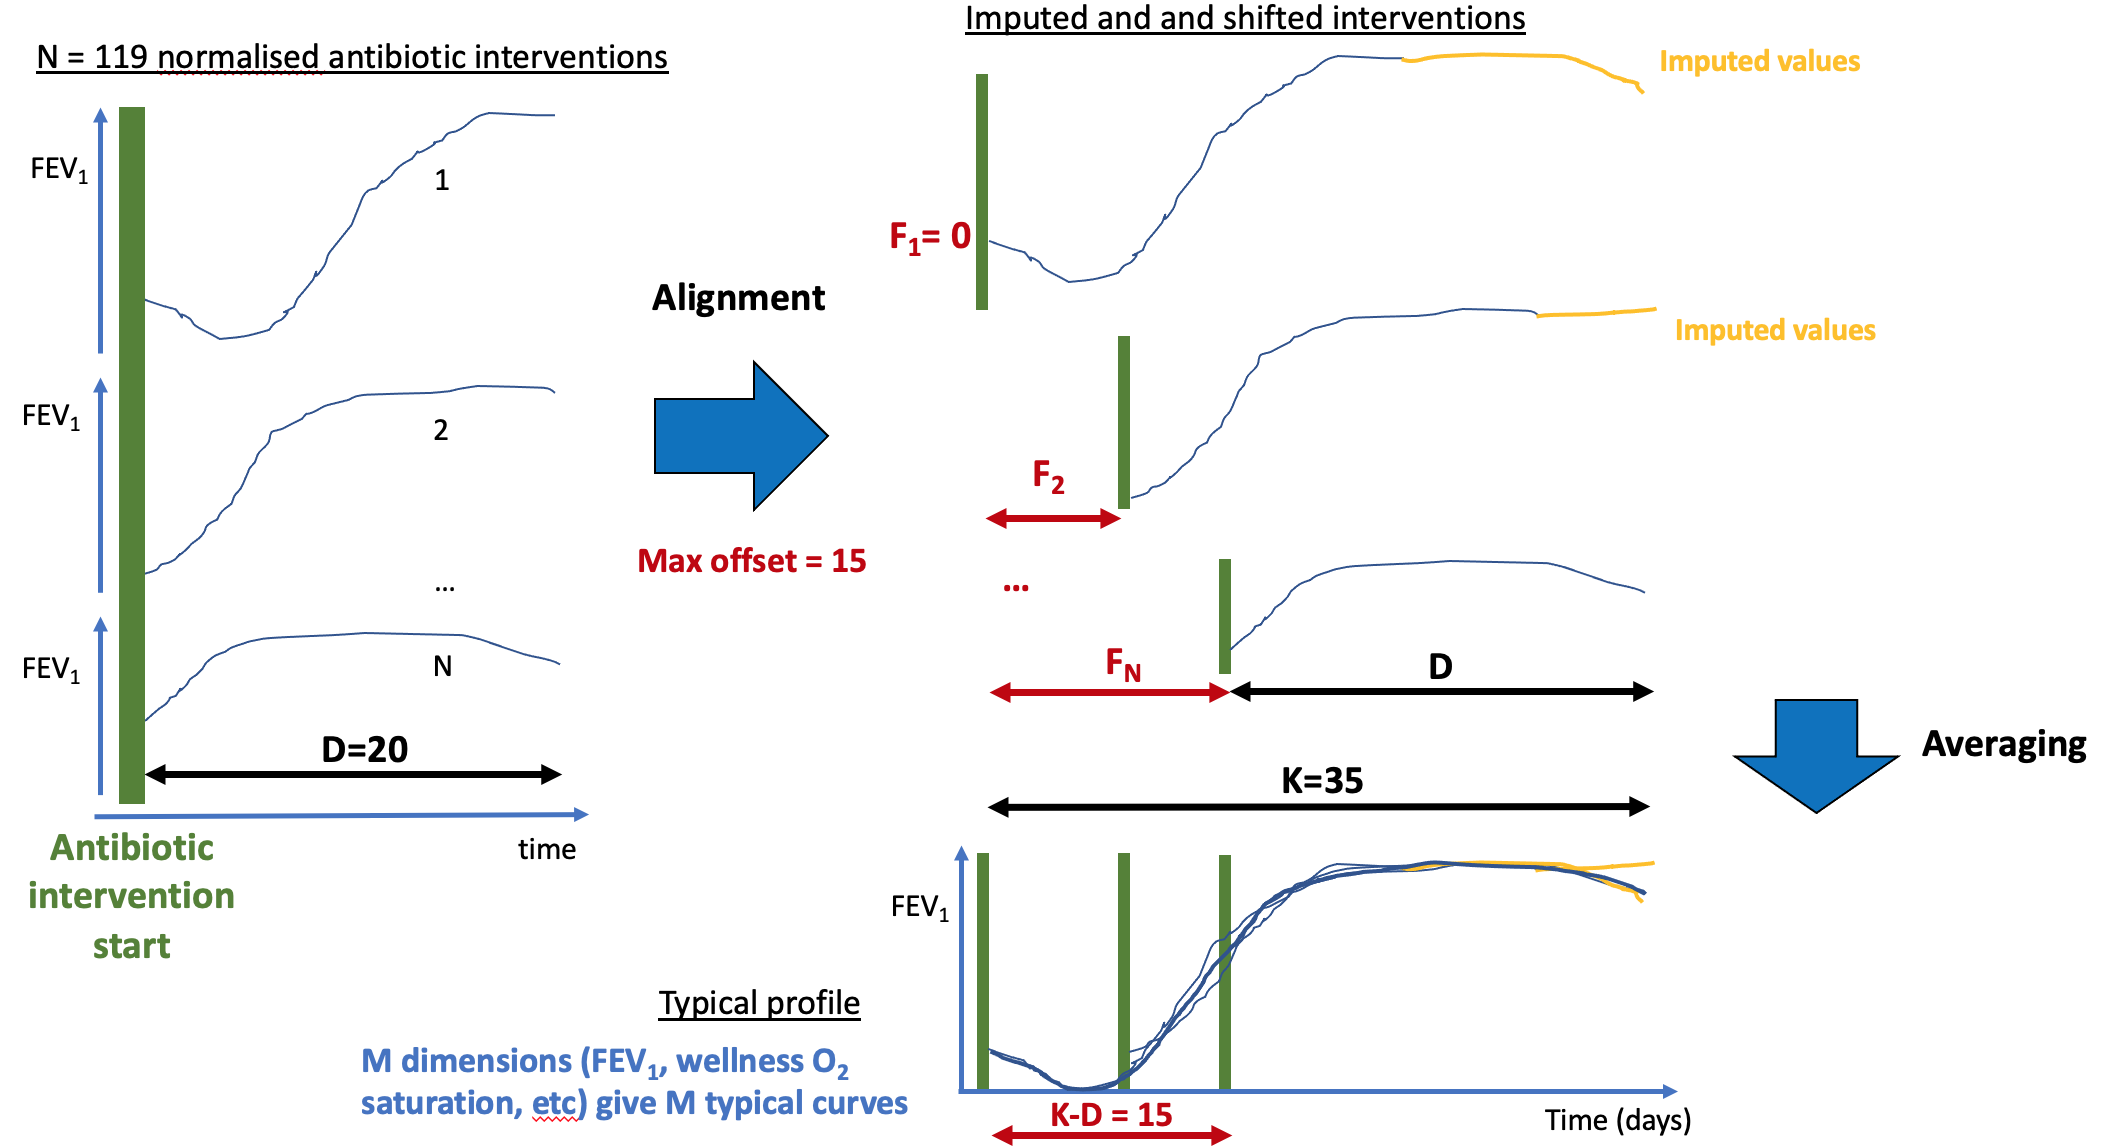 N = 119 normalised antibiotic interventions
FEV₁
1
FEV₁
2
...
FEV₁
N
D=20
time
Antibiotic
intervention
start
Alignment
Max offset = 15
Imputed and and shifted interventions
Imputed values
F₁= 0
Imputed values
F₂
...
F_N
D
K=35
Averaging
FEV₁
Time (days)
K-D = 15
Typical profile
M dimensions (FEV₁, wellness O₂
saturation, etc) give M typical curves